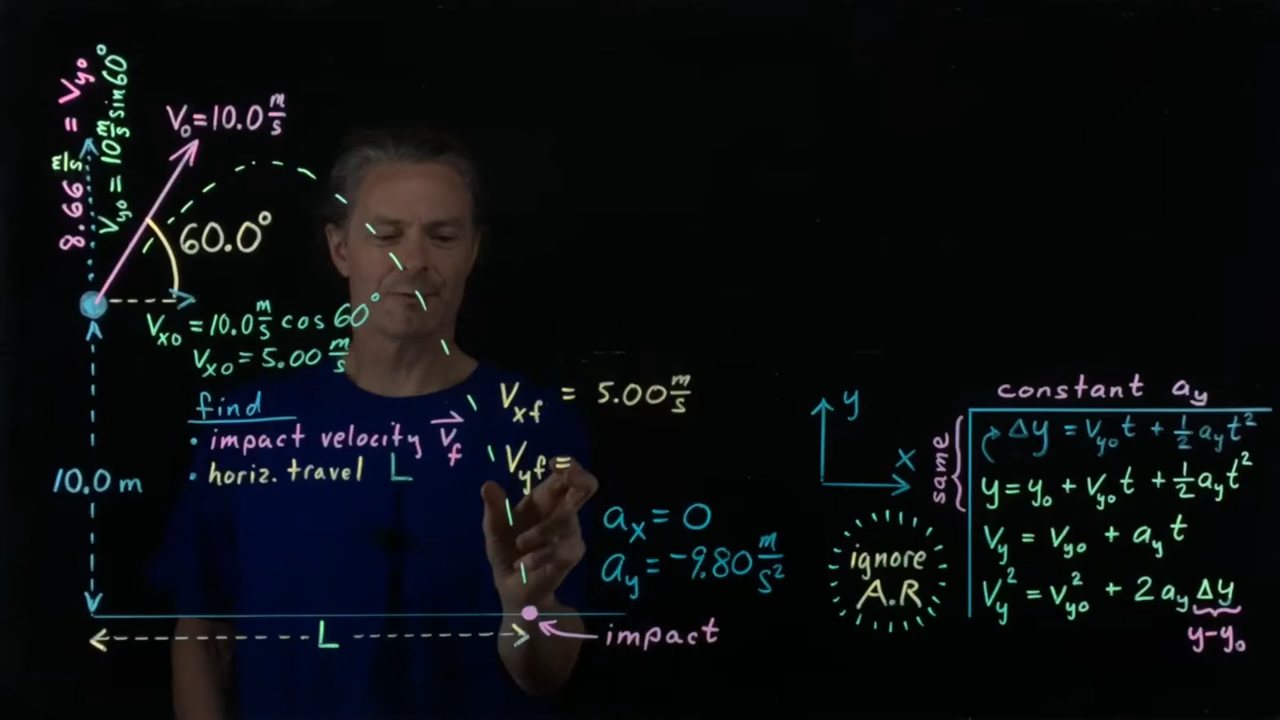 8.66 m/s = Vyo
Vyo = 10 m/s sin60°
Vo=10.0 m/s
60.0°
Vxo =10.0 m/s cos 60°
Vxo = 5.00 m/s
find
• impact velocity Vf
• horiz. travel L
10.0 m
L
impact
Vxf = 5.00 m/s
Vyf =
ax = 0
ay = -9.80 m/s²
y
x
ignore
A.R
constant ay
same
Δy = Vyo t + ½ ay t²
y = yo + Vyo t + ½ ay t²
Vy = Vyo + ay t
Vy² = Vyo² + 2 ay Δy
y-yo